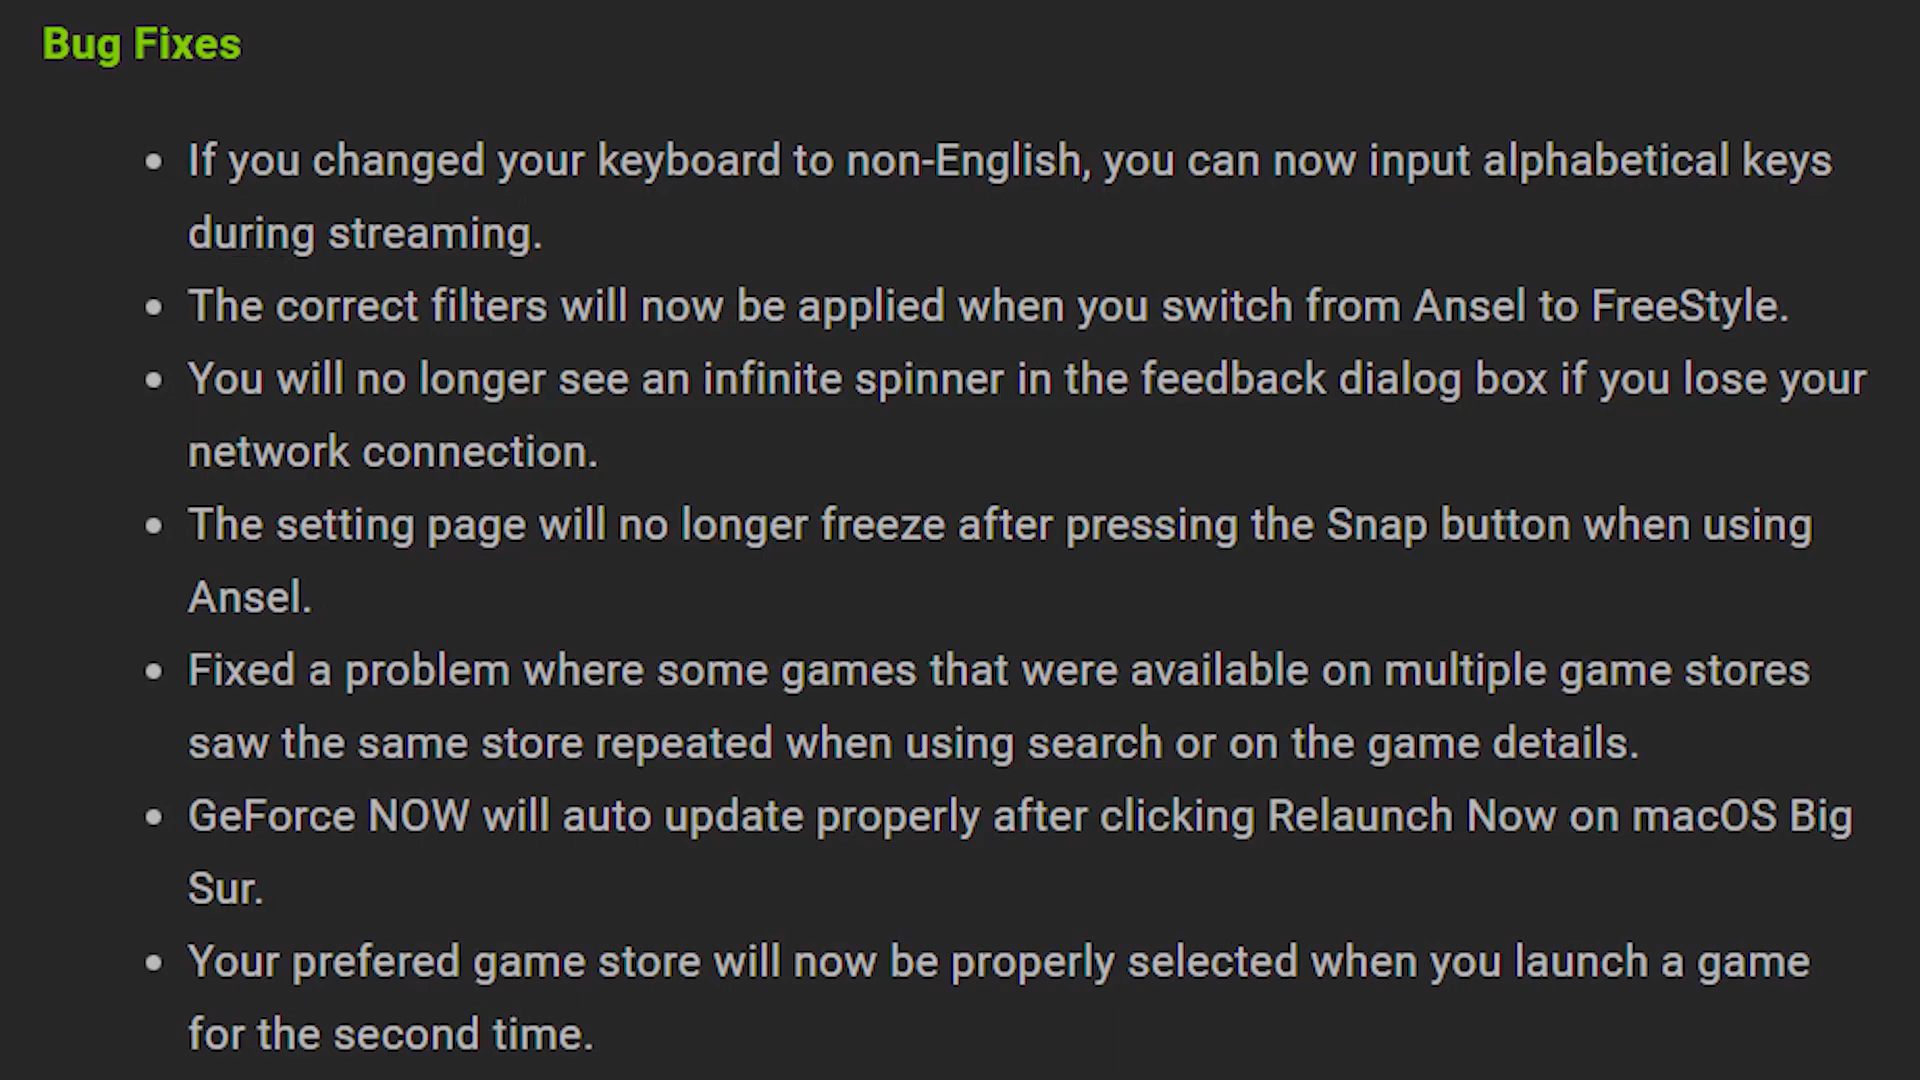 Bug Fixes
• If you changed your keyboard to non-English, you can now input alphabetical keys
during streaming.
• The correct filters will now be applied when you switch from Ansel to FreeStyle.
• You will no longer see an infinite spinner in the feedback dialog box if you lose your
network connection.
• The setting page will no longer freeze after pressing the Snap button when using
Ansel.
• Fixed a problem where some games that were available on multiple game stores
saw the same store repeated when using search or on the game details.
• GeForce NOW will auto update properly after clicking Relaunch Now on macOS Big
Sur.
• Your prefered game store will now be properly selected when you launch a game
for the second time.